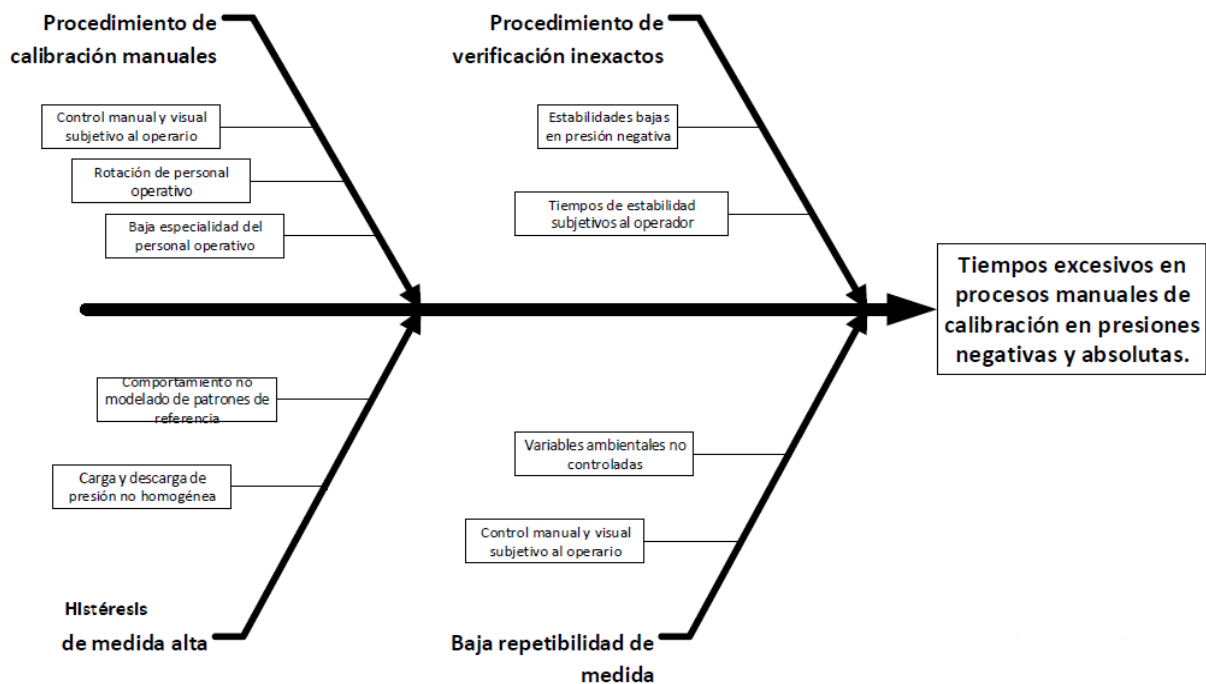 Procedimiento de
calibración manuales
Control manual y visual
subjetivo al operario
Rotación de personal
operativo
Baja especialidad del
personal operativo
Procedimiento de
verificación inexactos
Estabilidades bajas
en presión negativa
Tiempos de estabilidad
subjetivos al operador
Tiempos excesivos en
procesos manuales de
calibración en presiones
negativas y absolutas.
Comportamiento no
modelado de patrones de
referencia
Carga y descarga de
presión no homogénea
Histéresis
de medida alta
Variables ambientales no
controladas
Control manual y visual
subjetivo al operario
Baja repetibilidad de
medida